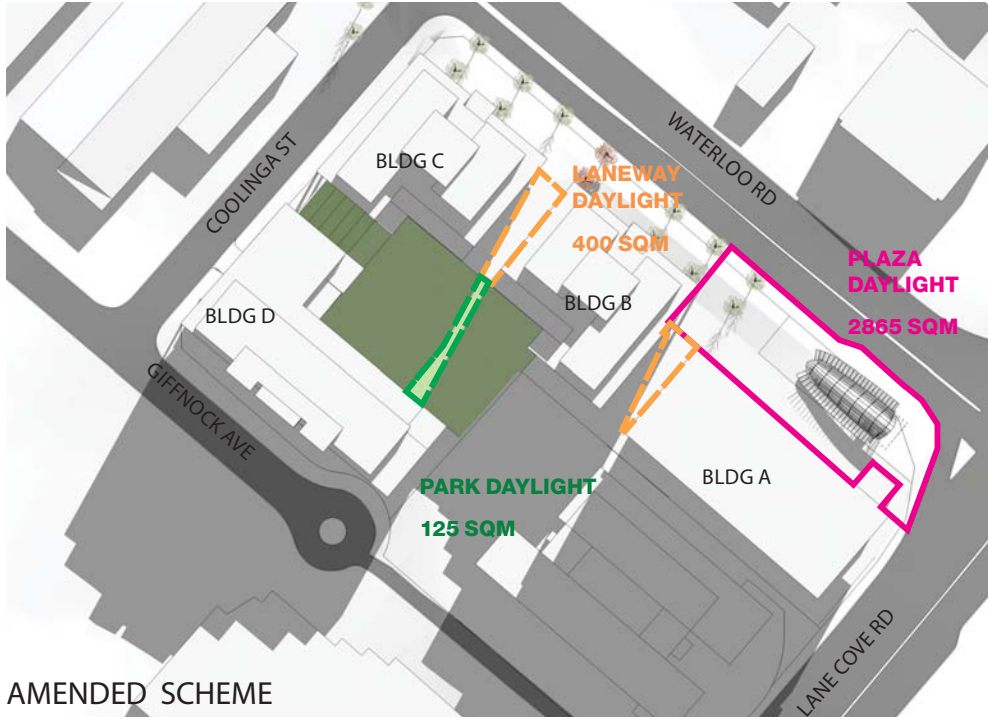 WATERLOO RD
BLDG C
COOLINGA ST
LANEWAY
DAYLIGHT
400 SQM
PLAZA
DAYLIGHT
2865 SQM
BLDG B
BLDG D
GIFFNOCK AVE
BLDG A
PARK DAYLIGHT
125 SQM
LANE COVE RD
AMENDED SCHEME